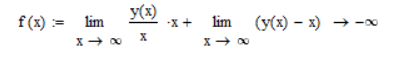 f(x) := lim x → ∞ y(x)/x ·x + lim x → ∞ (y(x) − x) → −∞